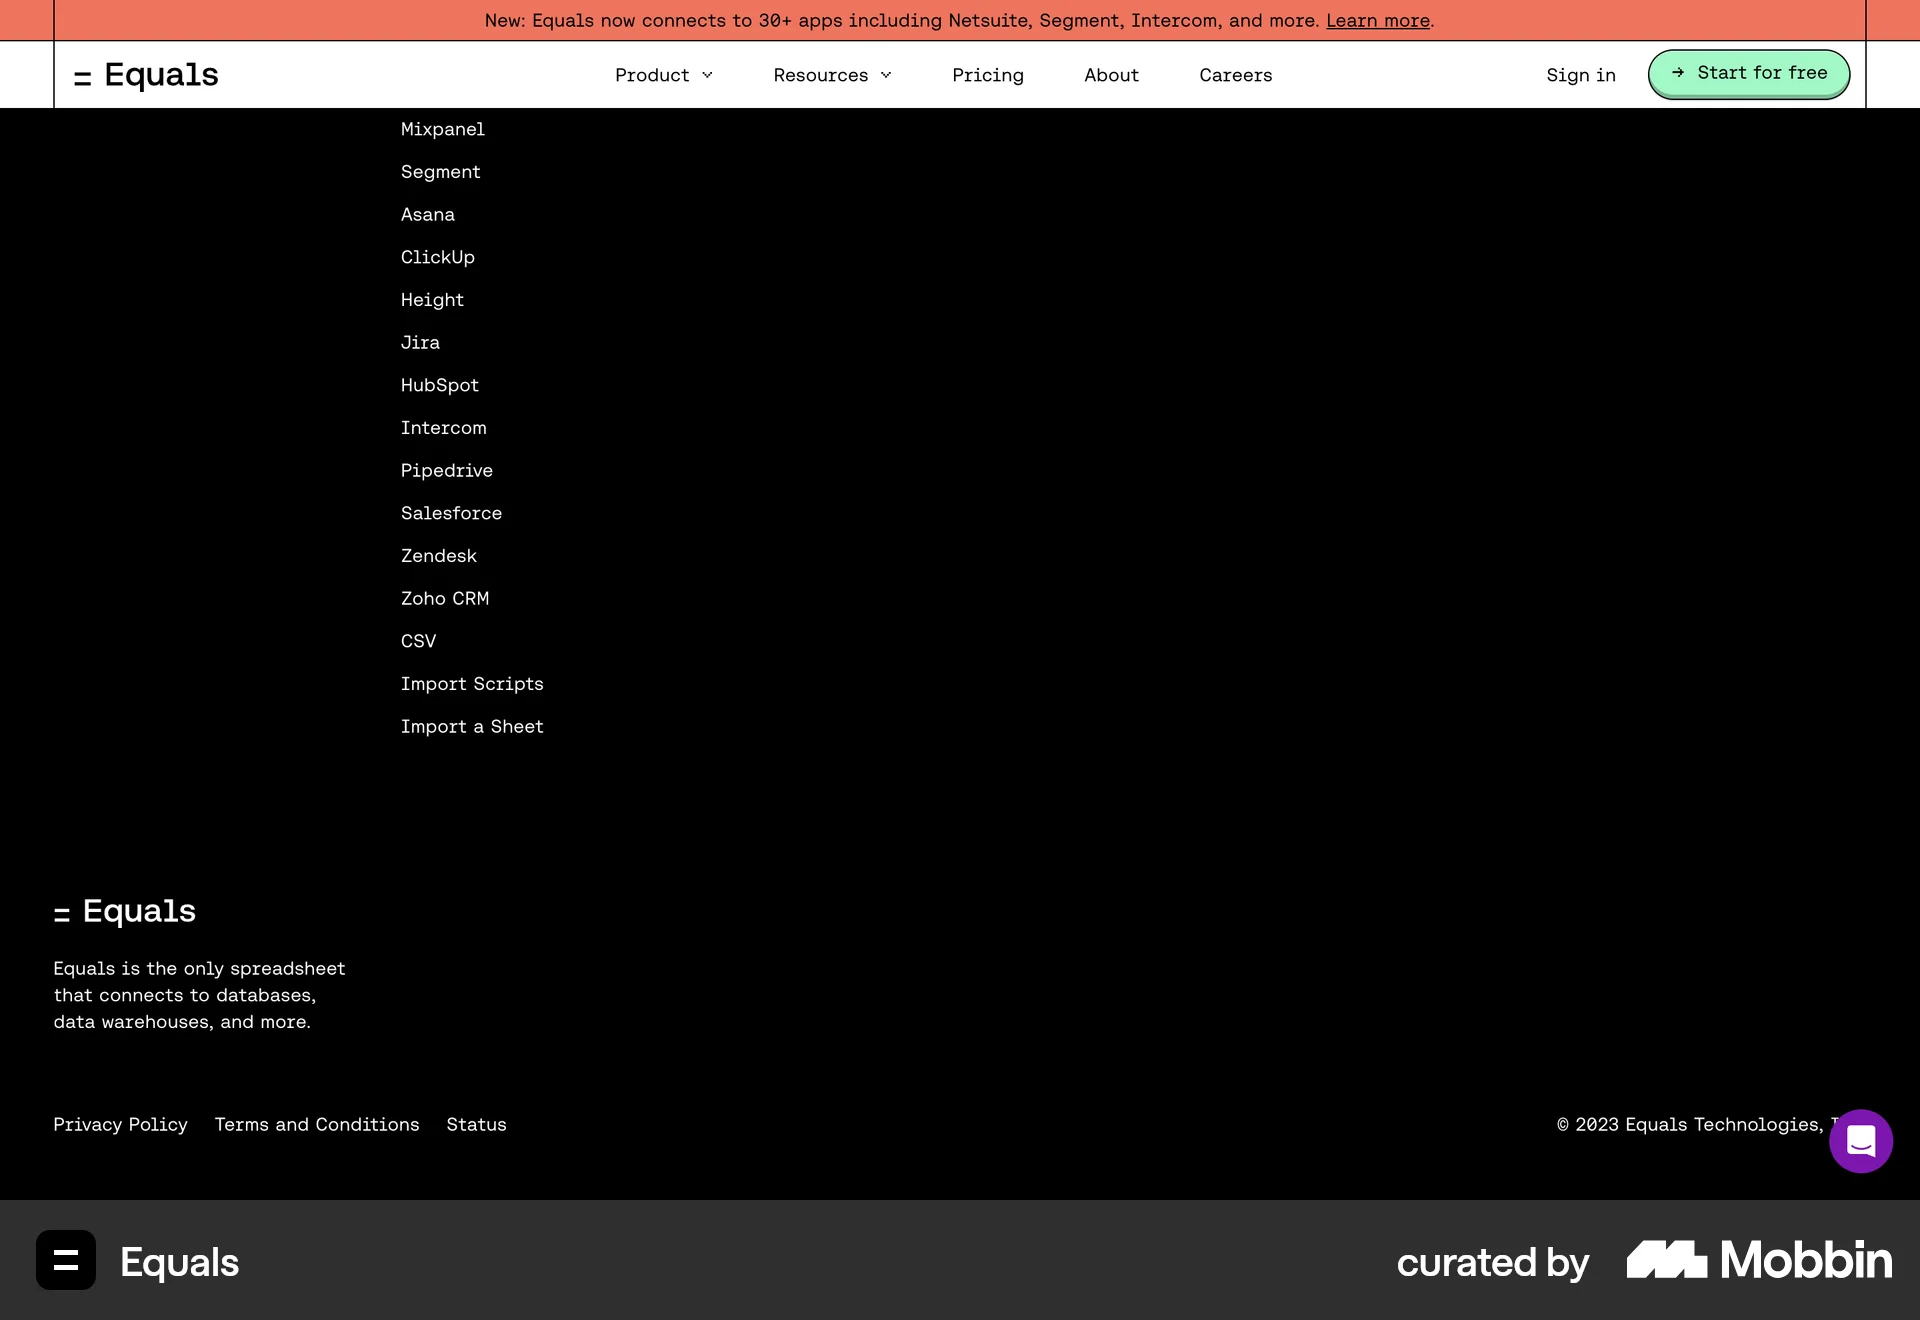 New: Equals now connects to 30+ apps including Netsuite, Segment, Intercom, and more. Learn more.
Equals
Product
Resources
Pricing
About
Careers
Sign in
Start for free
Mixpanel
Segment
Asana
ClickUp
Height
Jira
HubSpot
Intercom
Pipedrive
Salesforce
Zendesk
Zoho CRM
CSV
Import Scripts
Import a Sheet
Equals
Equals is the only spreadsheet
that connects to databases,
data warehouses, and more.
Privacy Policy
Terms and Conditions
Status
© 2023 Equals Technologies,
Equals
curated by
Mobbin